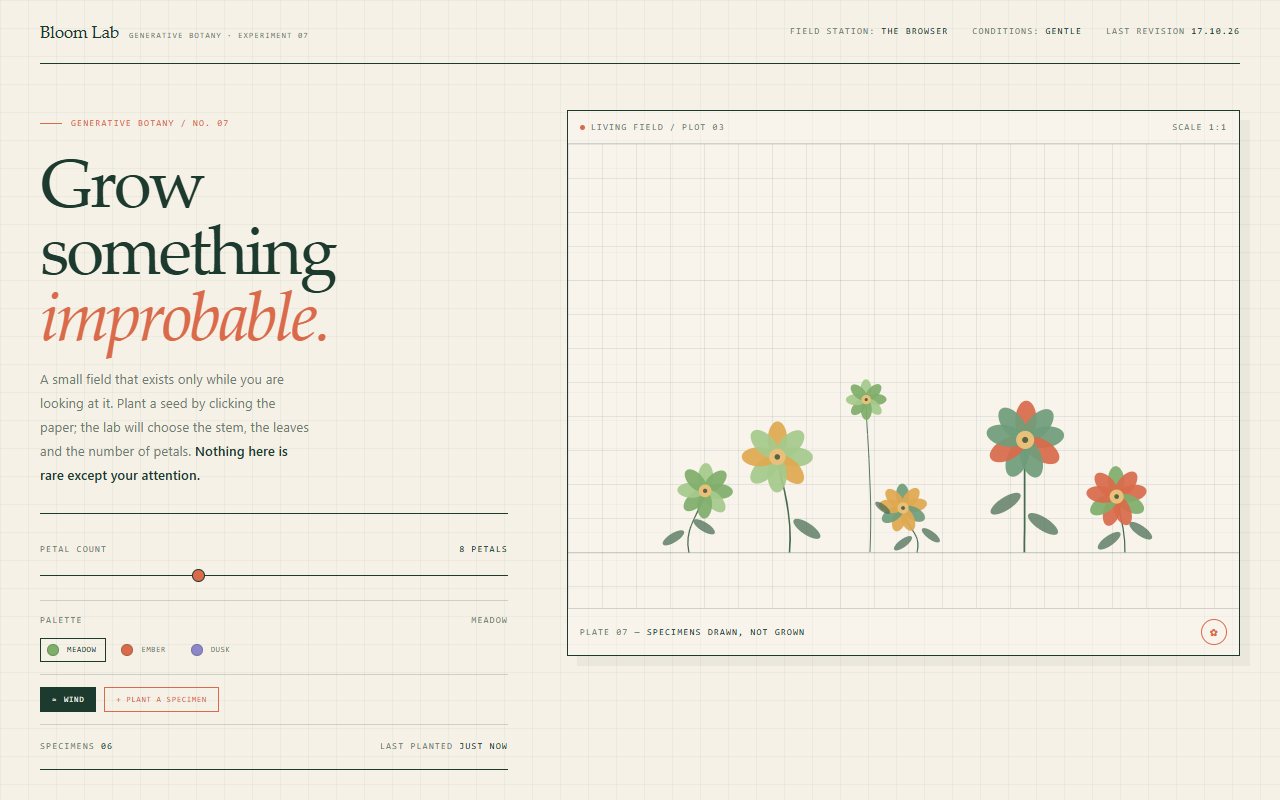 Bloom Lab GENERATIVE BOTANY · EXPERIMENT 07
FIELD STATION: THE BROWSER CONDITIONS: GENTLE LAST REVISION 17.10.26
GENERATIVE BOTANY / NO. 07
Grow
something
improbable.
A small field that exists only while you are
looking at it. Plant a seed by clicking the
paper; the lab will choose the stem, the leaves
and the number of petals. Nothing here is
rare except your attention.
PETAL COUNT 8 PETALS
PALETTE MEADOW
MEADOW EMBER DUSK
≈ WIND + PLANT A SPECIMEN
SPECIMENS 06 LAST PLANTED JUST NOW
LIVING FIELD / PLOT 03 SCALE 1:1
PLATE 07 — SPECIMENS DRAWN, NOT GROWN